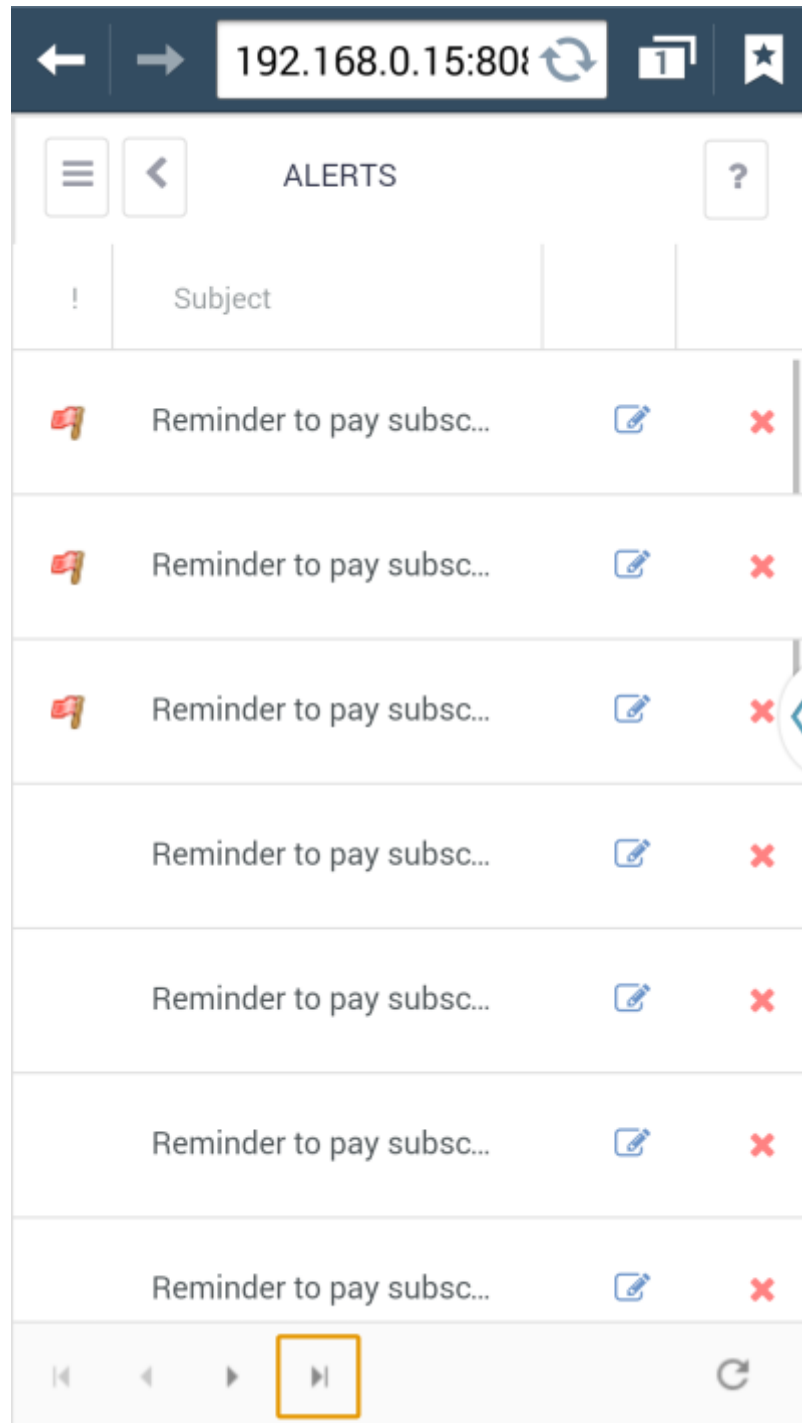 192.168.0.15:808
1
ALERTS
?
! Subject
Reminder to pay subsc...
Reminder to pay subsc...
Reminder to pay subsc...
Reminder to pay subsc...
Reminder to pay subsc...
Reminder to pay subsc...
Reminder to pay subsc...